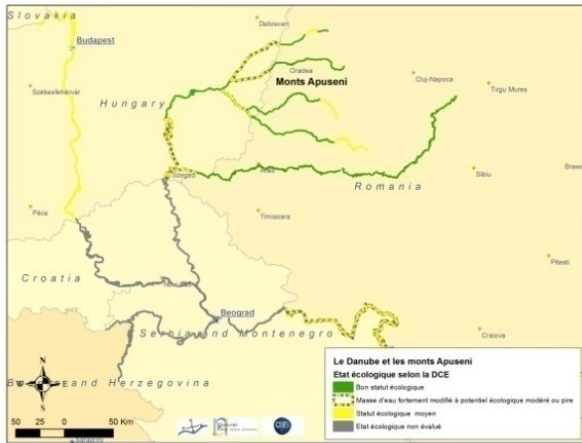 Slovakia
Debrecen
Budapest
Oradea
Monts Apuseni
Cluj-Napoca
Székesfehérvár
Tirgu Mures
Hungary
Szeged
Arad
Sibiu
Romania
Pécs
Timisoara
Pitesti
Croatia
Beograd
Serbia and Montenegro
Craiova
and Herzegovina
N
W E
S
50 25 0 50 Km
Le Danube et les monts Apuseni
Etat écologique selon la DCE
Bon statut écologique
Masse d'eau fortement modifié à potentiel écologique modéré ou pire
Statut écologique moyen
Etat écologique non évalué